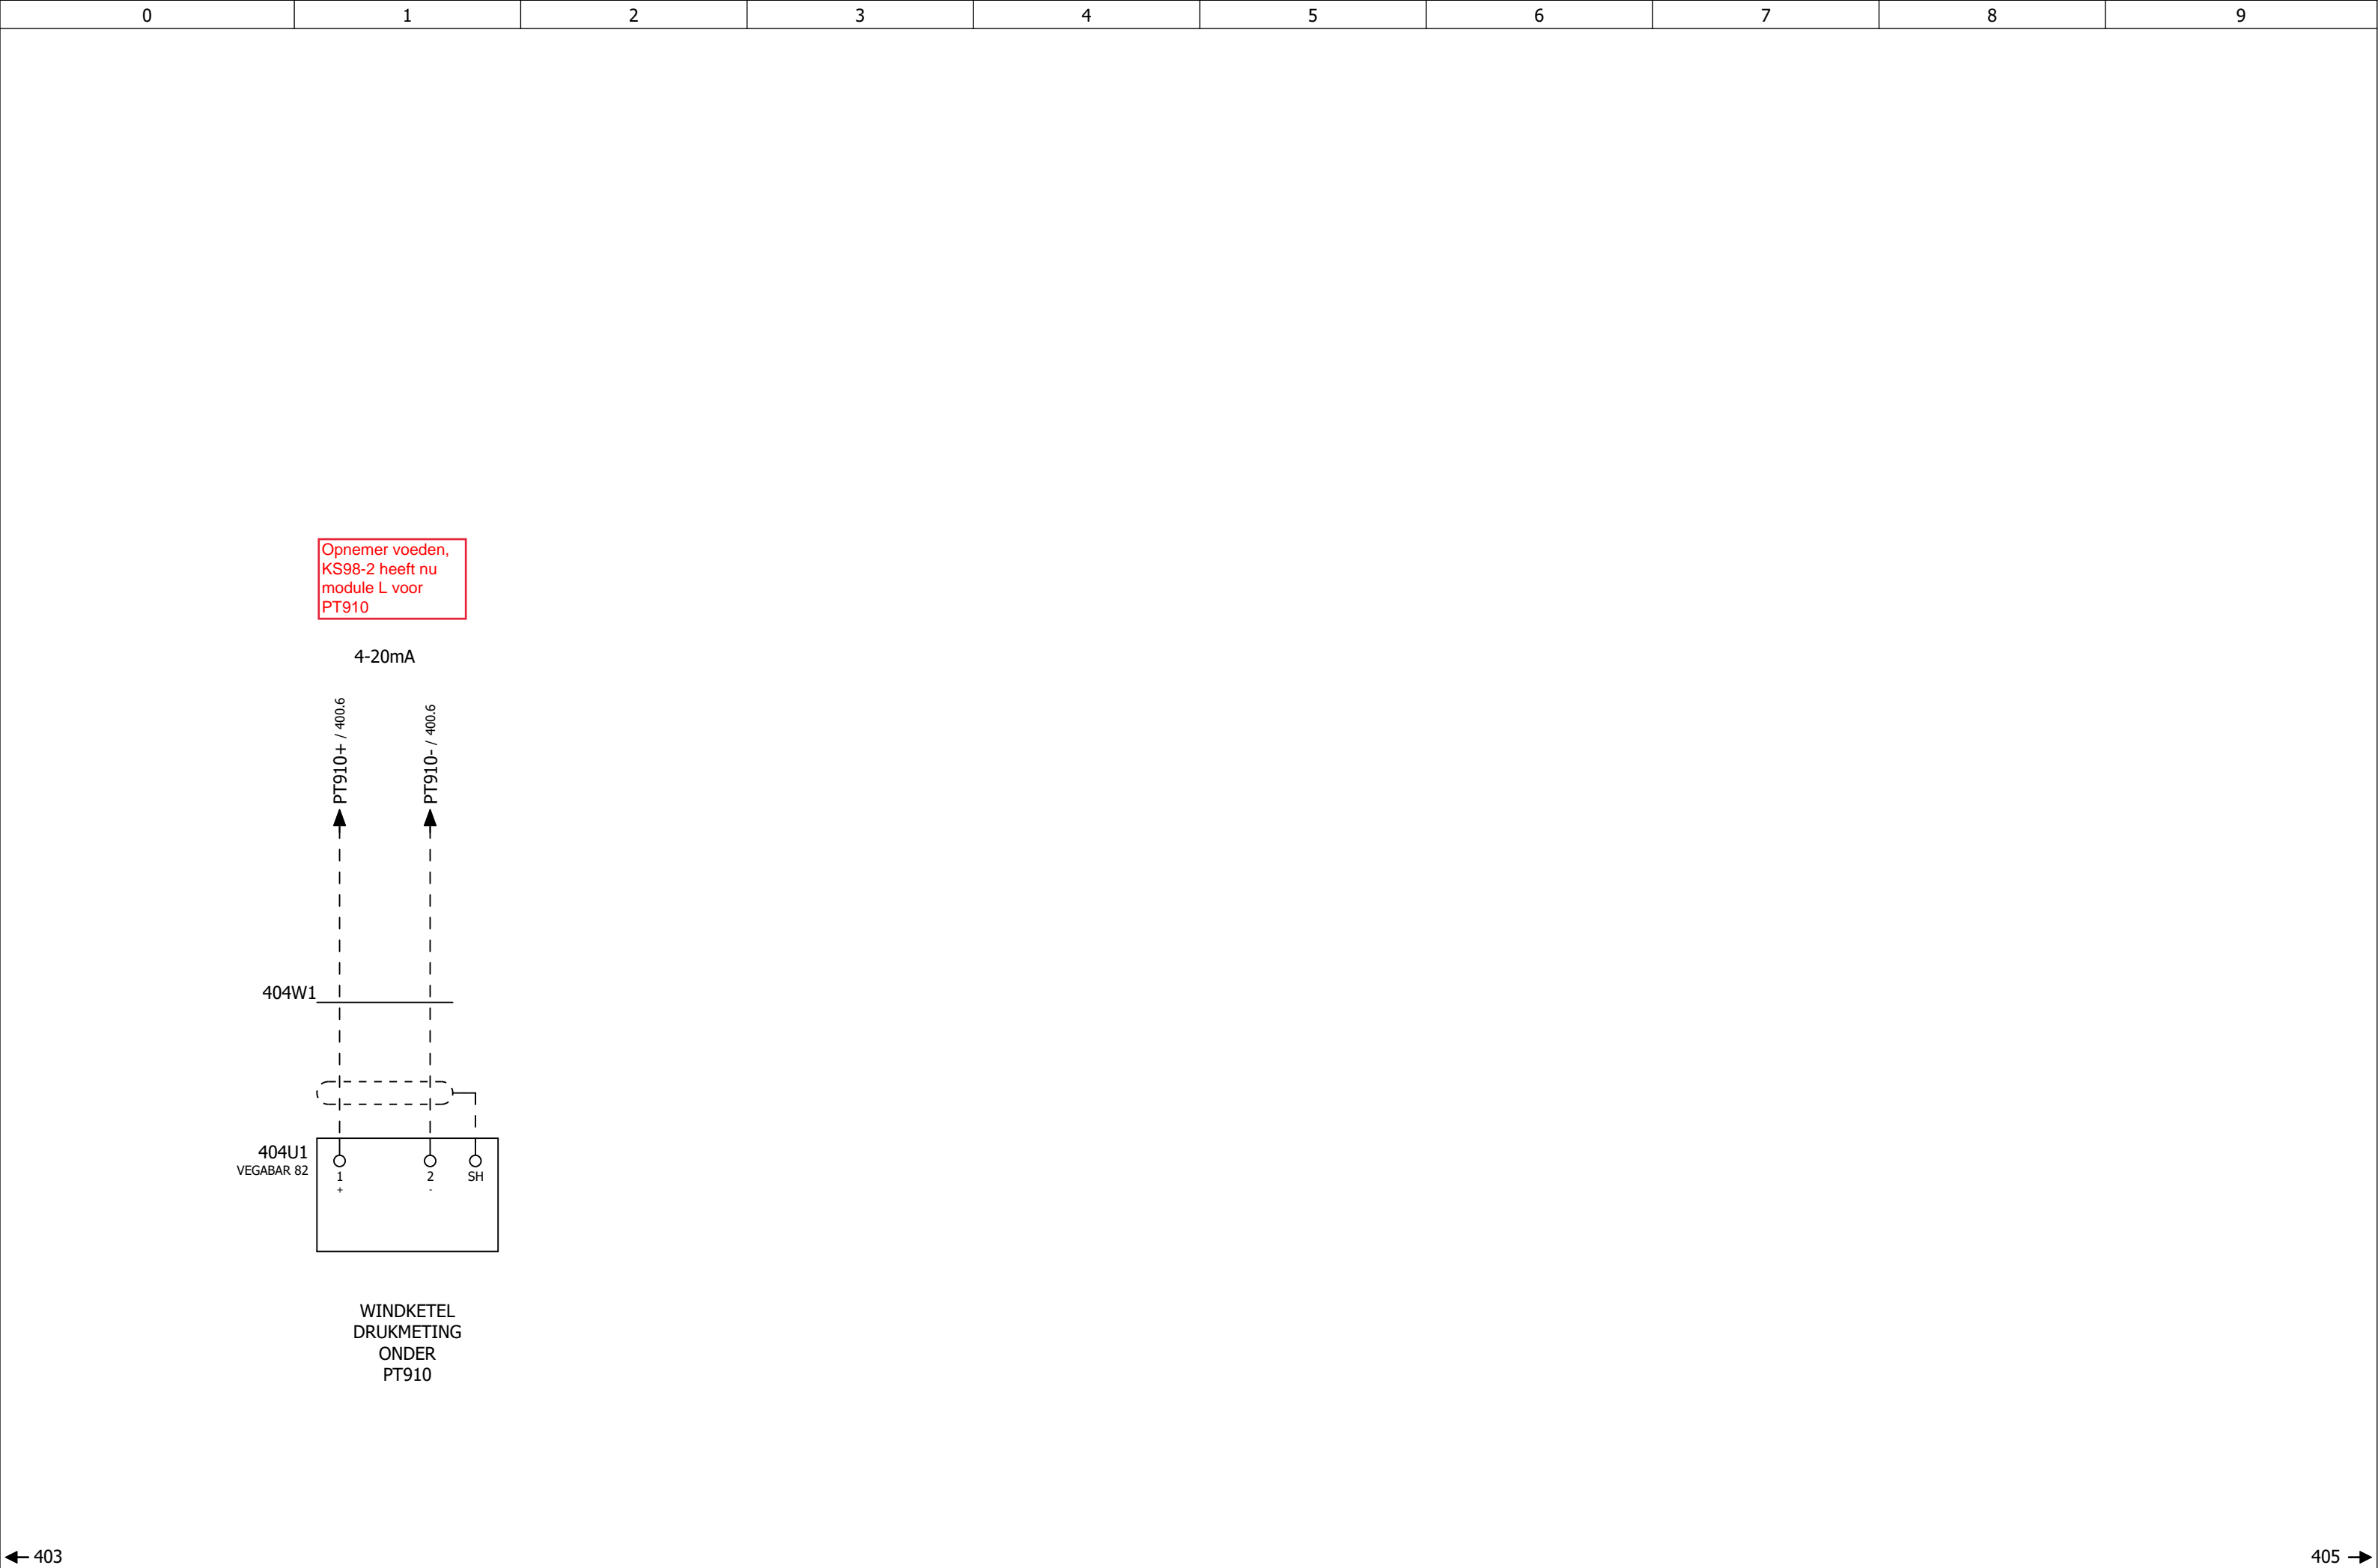 0 1 2 3 4 5 6 7 8 9
Opnemer voeden,
KS98-2 heeft nu
module L voor
PT910
4-20mA
PT910+ / 400.6
PT910- / 400.6
404W1
404U1
VEGABAR 82
1 2 SH
+ -
WINDKETEL
DRUKMETING
ONDER
PT910
403
405